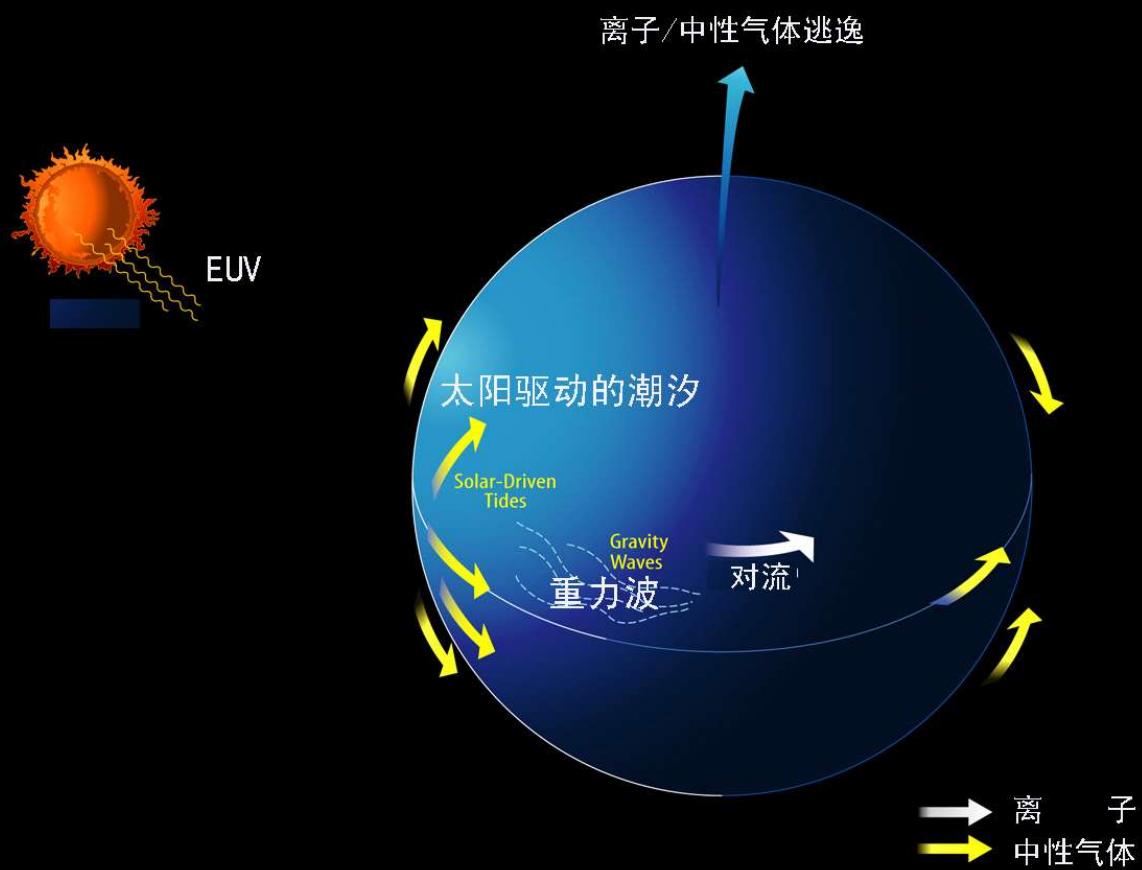 离子/中性气体逃逸
EUV
太阳驱动的潮汐
Solar-Driven
Tides
Gravity
Waves
重力波
对流
离 子
中性气体